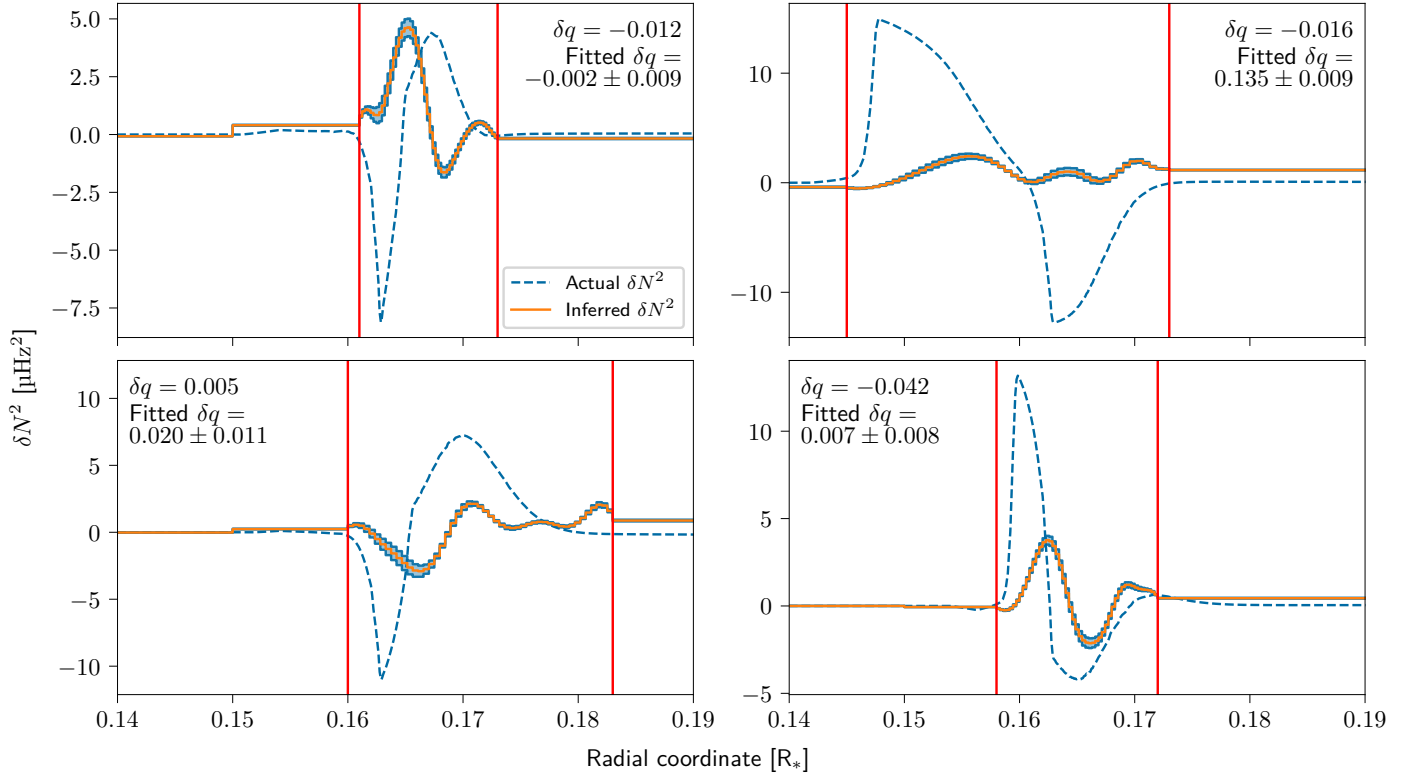 5.0
2.5
0.0
−2.5
−5.0
−7.5
δq = −0.012
Fitted δq =
−0.002 ± 0.009
Actual δN²
Inferred δN²
10
0
−10
δq = −0.016
Fitted δq =
0.135 ± 0.009
δN² [µHz²]
10
5
0
−5
−10
δq = 0.005
Fitted δq =
0.020 ± 0.011
0.14 0.15 0.16 0.17 0.18 0.19
10
5
0
−5
δq = −0.042
Fitted δq =
0.007 ± 0.008
0.14 0.15 0.16 0.17 0.18 0.19
Radial coordinate [R∗]